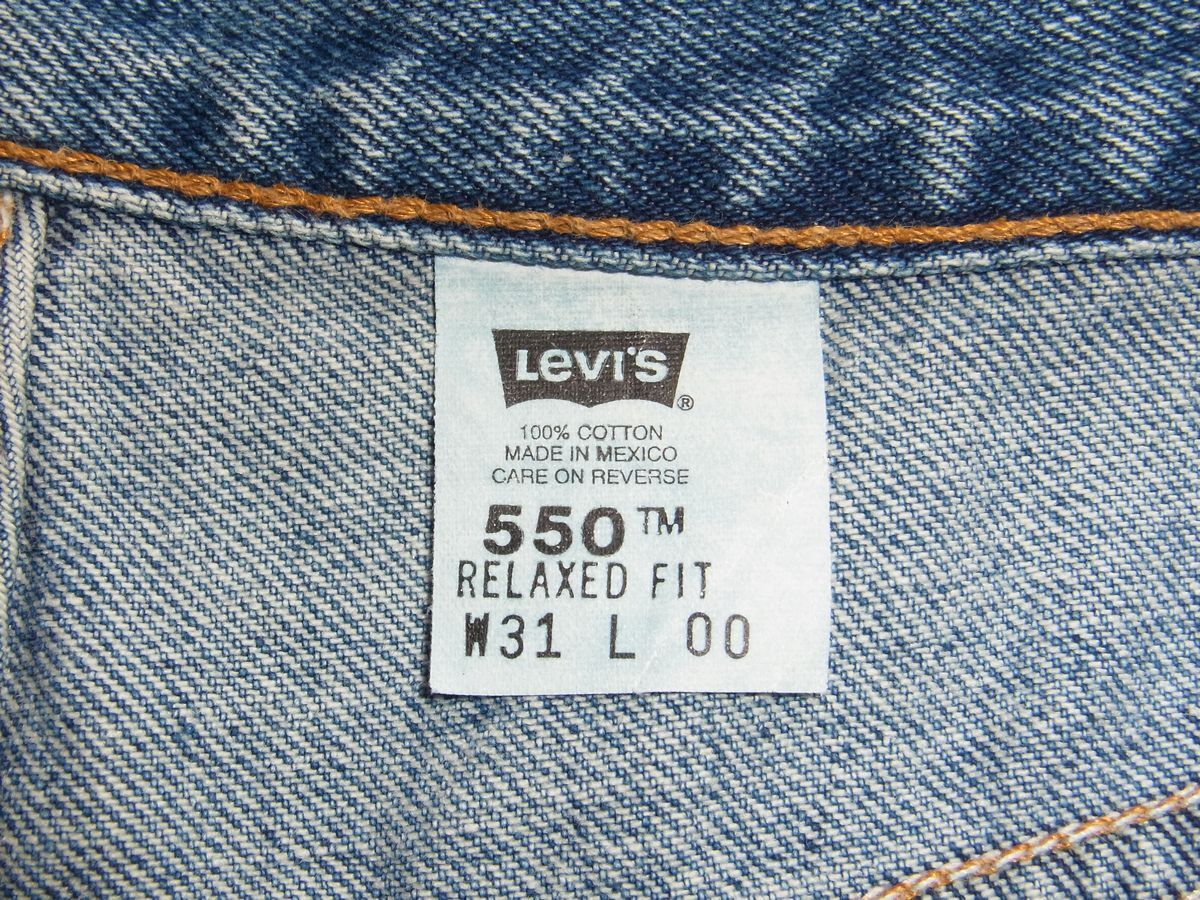 Levi's ®
100% COTTON
MADE IN MEXICO
CARE ON REVERSE
550™
RELAXED FIT
W31 L 00